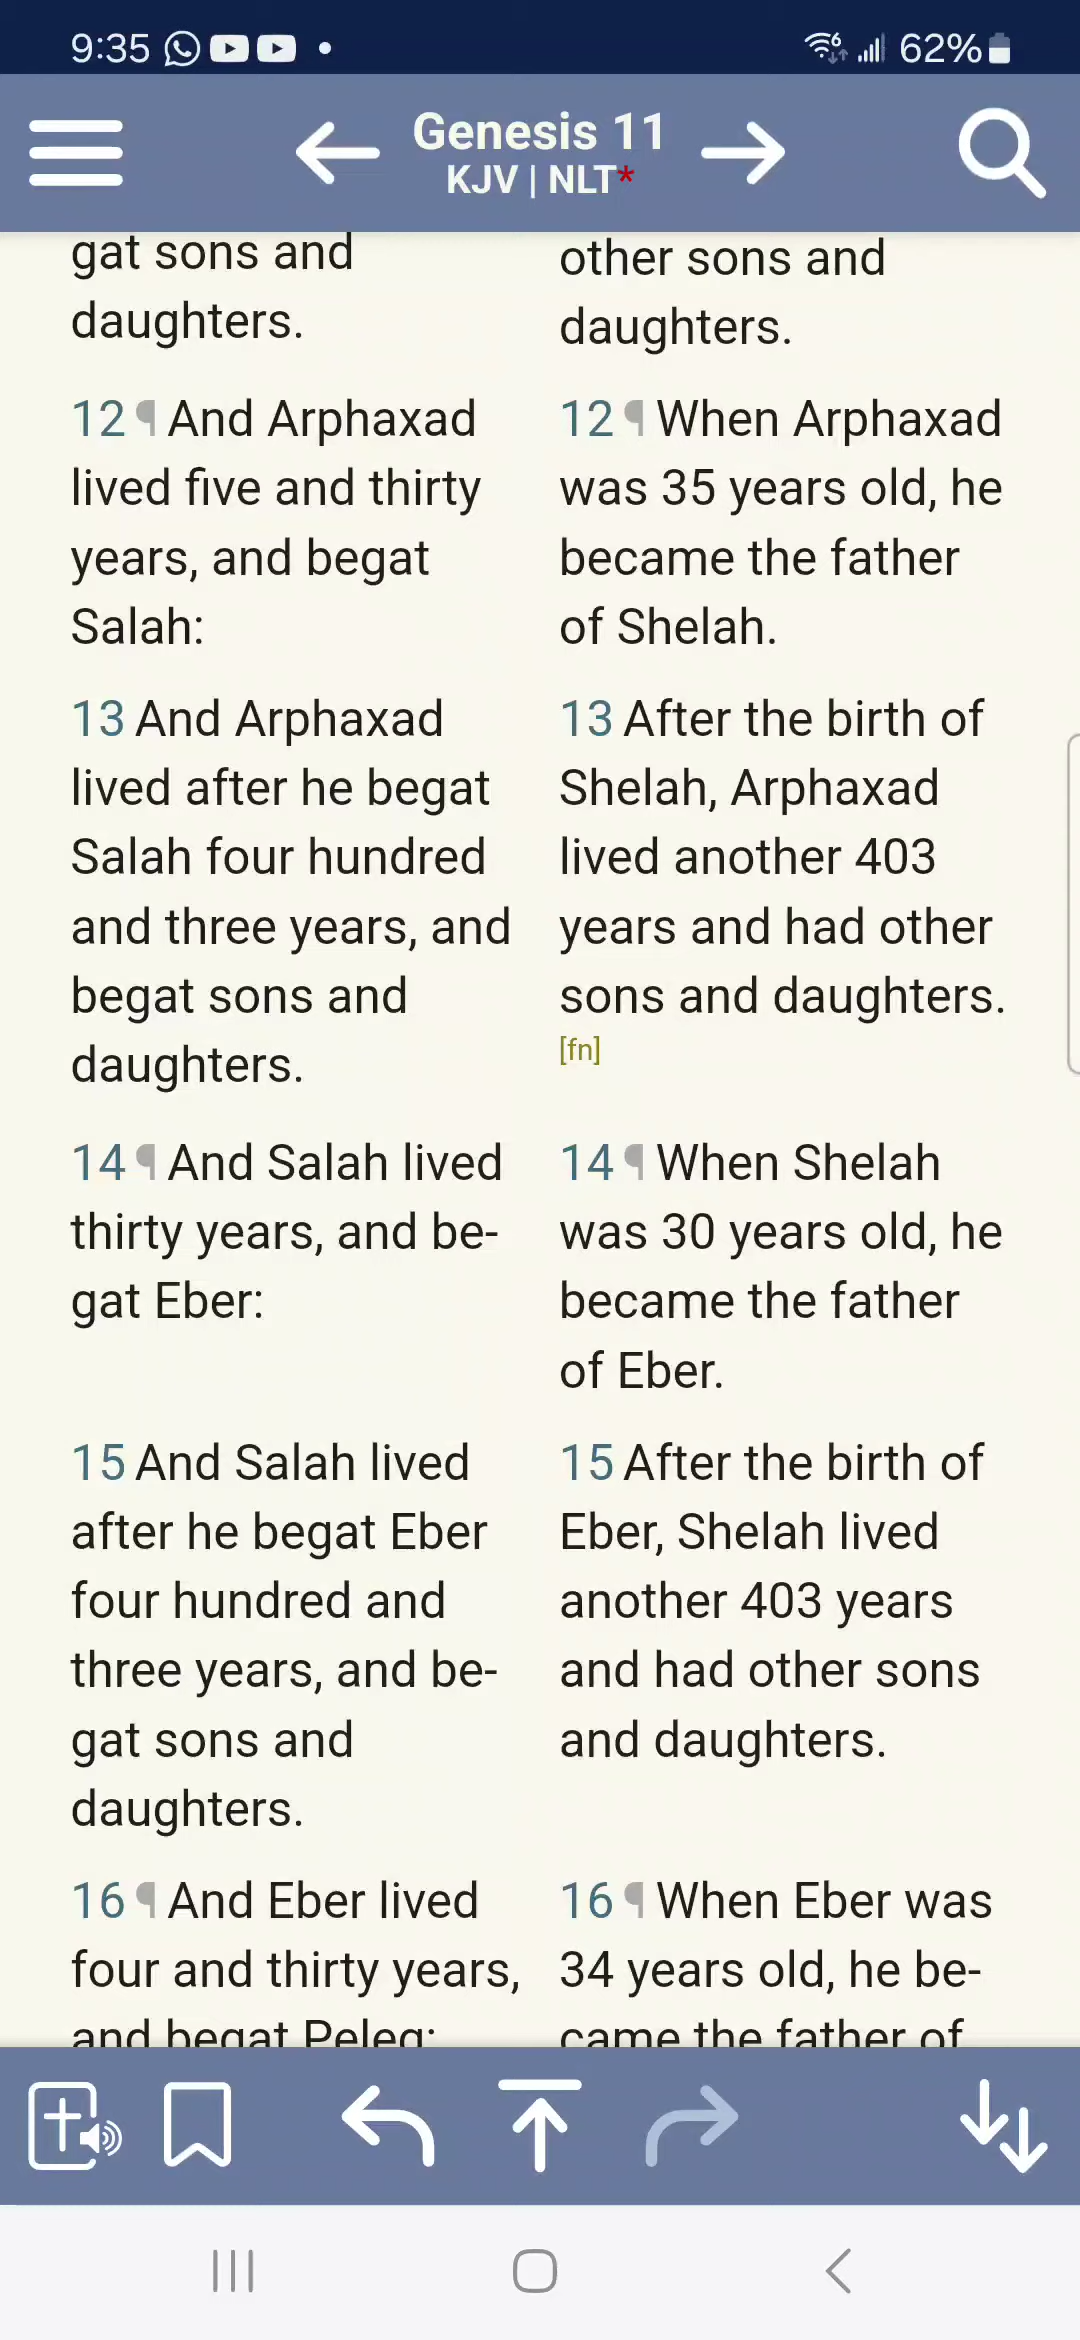 9:35
62%
Genesis 11
KJV | NLT*
gat sons and
daughters.
12 ¶ And Arphaxad
lived five and thirty
years, and begat
Salah:
13 And Arphaxad
lived after he begat
Salah four hundred
and three years, and
begat sons and
daughters.
14 ¶ And Salah lived
thirty years, and be-
gat Eber:
15 And Salah lived
after he begat Eber
four hundred and
three years, and be-
gat sons and
daughters.
16 ¶ And Eber lived
four and thirty years,
and begat Peleg:
other sons and
daughters.
12 ¶ When Arphaxad
was 35 years old, he
became the father
of Shelah.
13 After the birth of
Shelah, Arphaxad
lived another 403
years and had other
sons and daughters.
[fn]
14 ¶ When Shelah
was 30 years old, he
became the father
of Eber.
15 After the birth of
Eber, Shelah lived
another 403 years
and had other sons
and daughters.
16 ¶ When Eber was
34 years old, he be-
came the father of